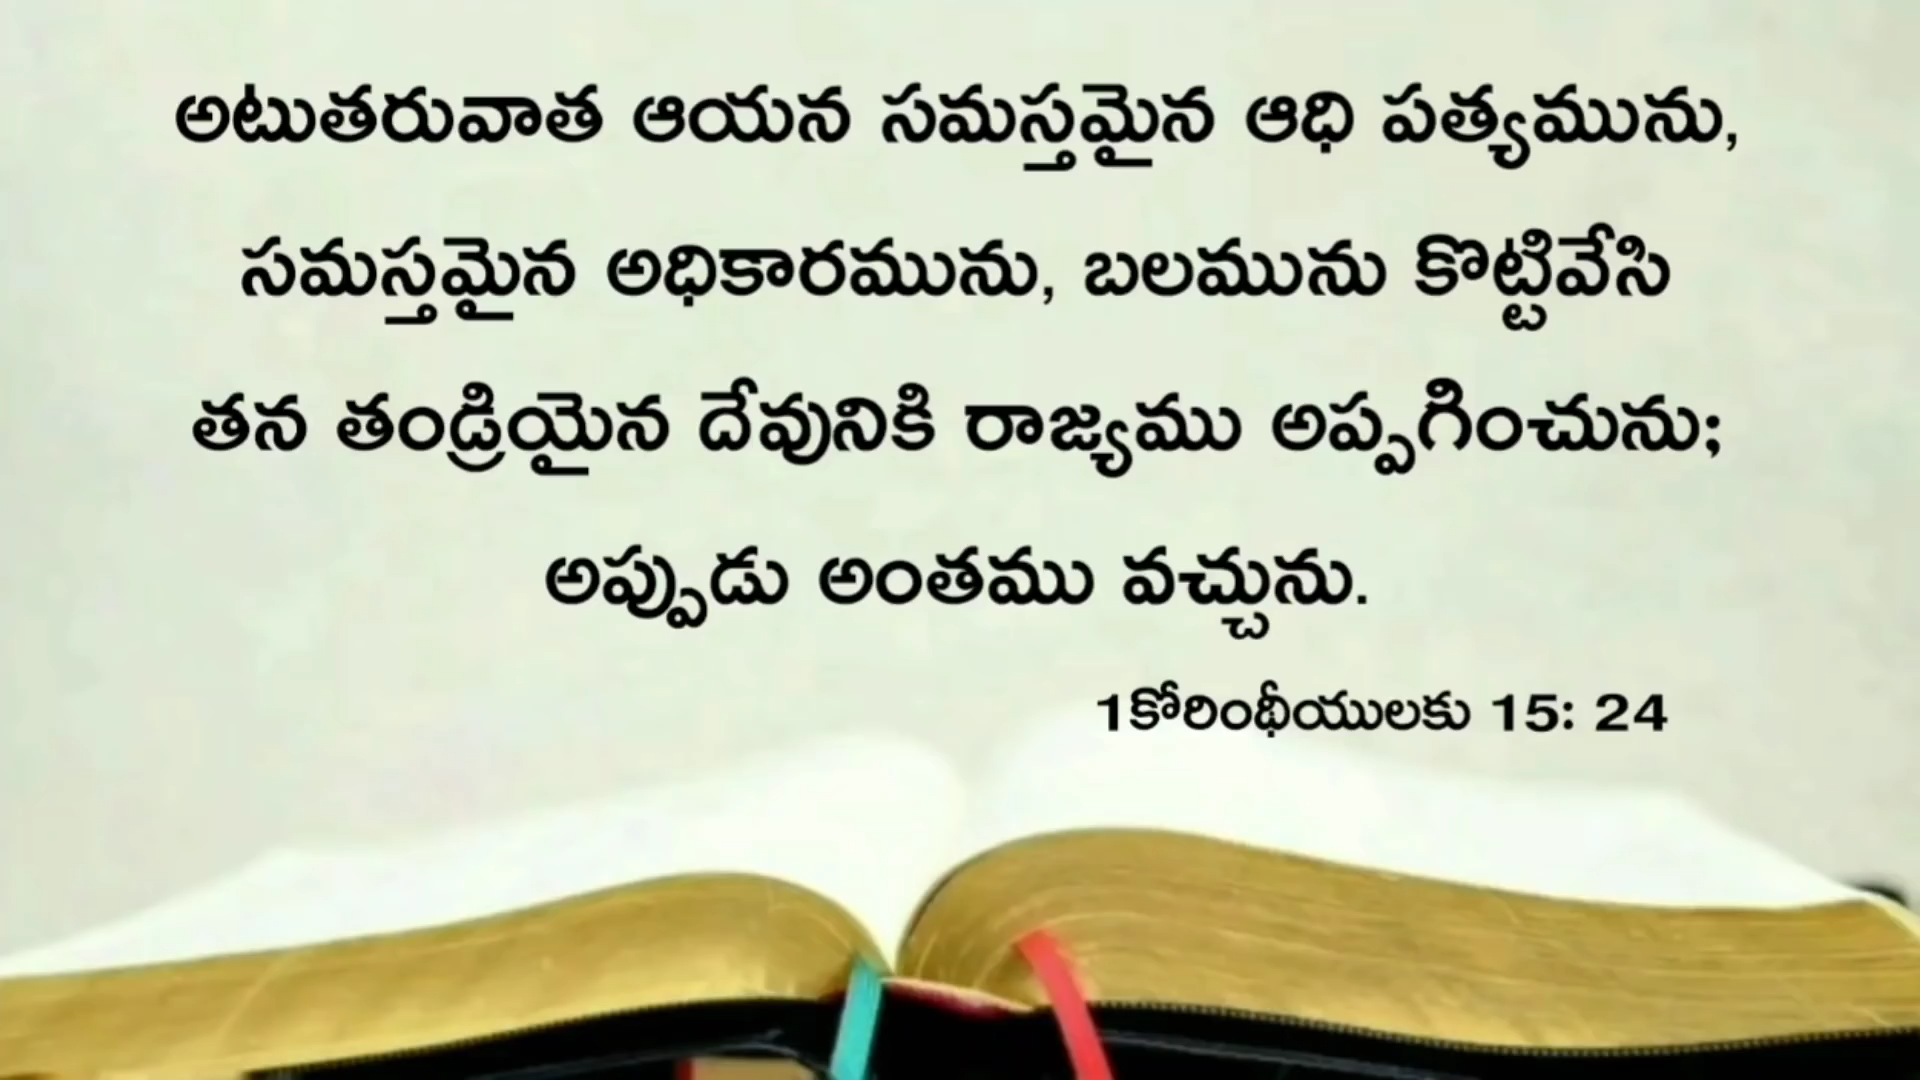 అటుతరువాత ఆయన సమస్తమైన ఆధి పత్యమును,
సమస్తమైన అధికారమును, బలమును కొట్టివేసి
తన తండ్రియైన దేవునికి రాజ్యము అప్పగించును;
అప్పుడు అంతము వచ్చును.
1కోరింథీయులకు 15: 24